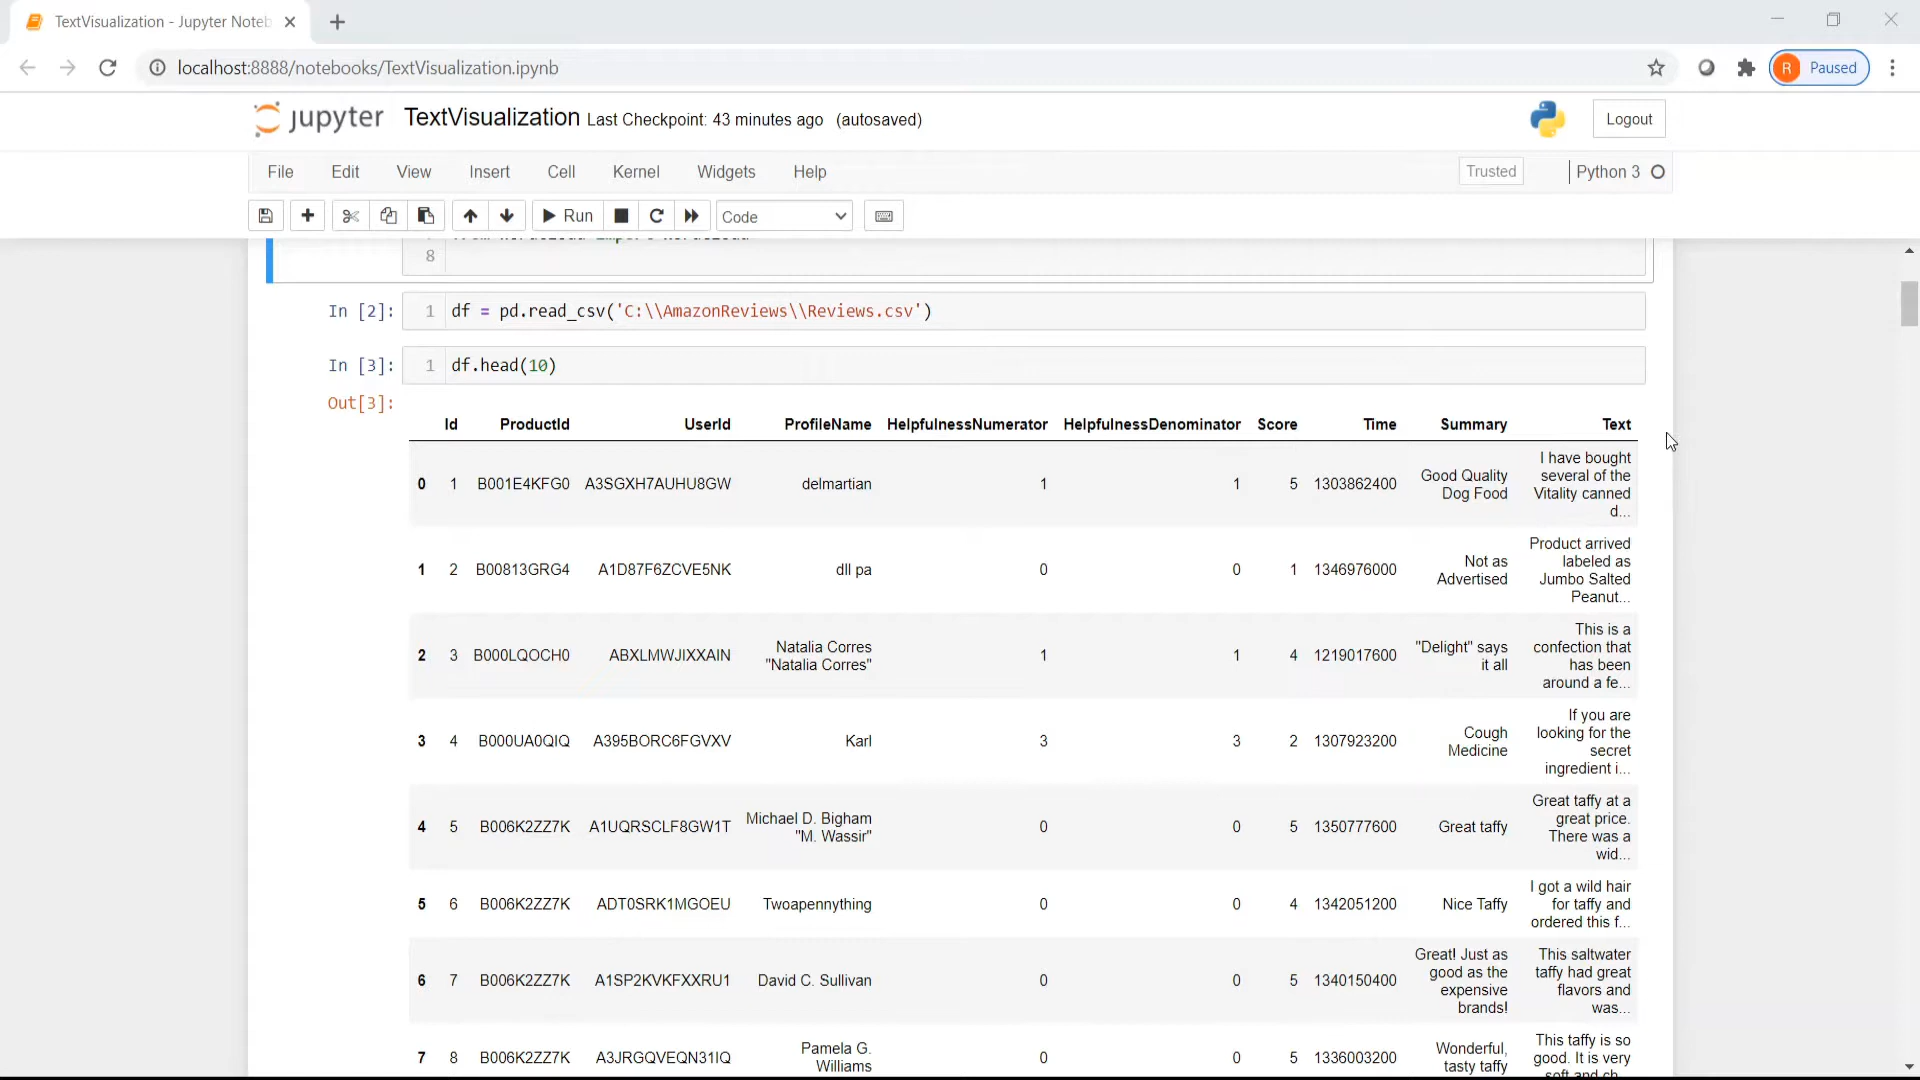 TextVisualization - Jupyter Noteb
localhost:8888/notebooks/TextVisualization.ipynb
R Paused
jupyter TextVisualization Last Checkpoint: 43 minutes ago (autosaved)
Logout
File Edit View Insert Cell Kernel Widgets Help
Trusted
Python 3
Run
Code
8
In [2]: 1 df = pd.read_csv('C:\\AmazonReviews\\Reviews.csv')
In [3]: 1 df.head(10)
Out[3]:
Id ProductId UserId ProfileName HelpfulnessNumerator HelpfulnessDenominator Score Time Summary Text
0 1 B001E4KFG0 A3SGXH7AUHU8GW delmartian 1 1 5 1303862400
Good Quality
Dog Food
I have bought
several of the
Vitality canned
d...
1 2 B00813GRG4 A1D87F6ZCVE5NK dll pa 0 0 1 1346976000
Not as
Advertised
Product arrived
labeled as
Jumbo Salted
Peanut...
2 3 B000LQOCH0 ABXLMWJIXXAIN
Natalia Corres
"Natalia Corres"
1 1 4 1219017600
"Delight" says
it all
This is a
confection that
has been
around a fe...
3 4 B000UA0QIQ A395BORC6FGVXV Karl 3 3 2 1307923200
Cough
Medicine
If you are
looking for the
secret
ingredient i...
4 5 B006K2ZZ7K A1UQRSCLF8GW1T
Michael D. Bigham
"M. Wassir"
0 0 5 1350777600
Great taffy
Great taffy at a
great price.
There was a
wid...
5 6 B006K2ZZ7K ADT0SRK1MGOEU Twoapennything 0 0 4 1342051200
Nice Taffy
I got a wild hair
for taffy and
ordered this f...
6 7 B006K2ZZ7K A1SP2KVKFXXRU1 David C. Sullivan 0 0 5 1340150400
Great! Just as
good as the
expensive
brands!
This saltwater
taffy had great
flavors and
was...
7 8 B006K2ZZ7K A3JRGQVEQN31IQ
Pamela G.
Williams
0 0 5 1336003200
Wonderful,
tasty taffy
This taffy is so
good. It is very